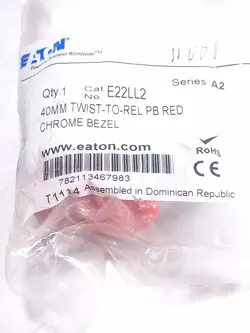 EATON
Series A2
Qty.1 Cat No E22LL2
40MM TWIST-TO-REL PB RED
CHROME BEZEL
www.eaton.com
CE
RoHS
782113467983
T1114 Assembled in Dominican Republic